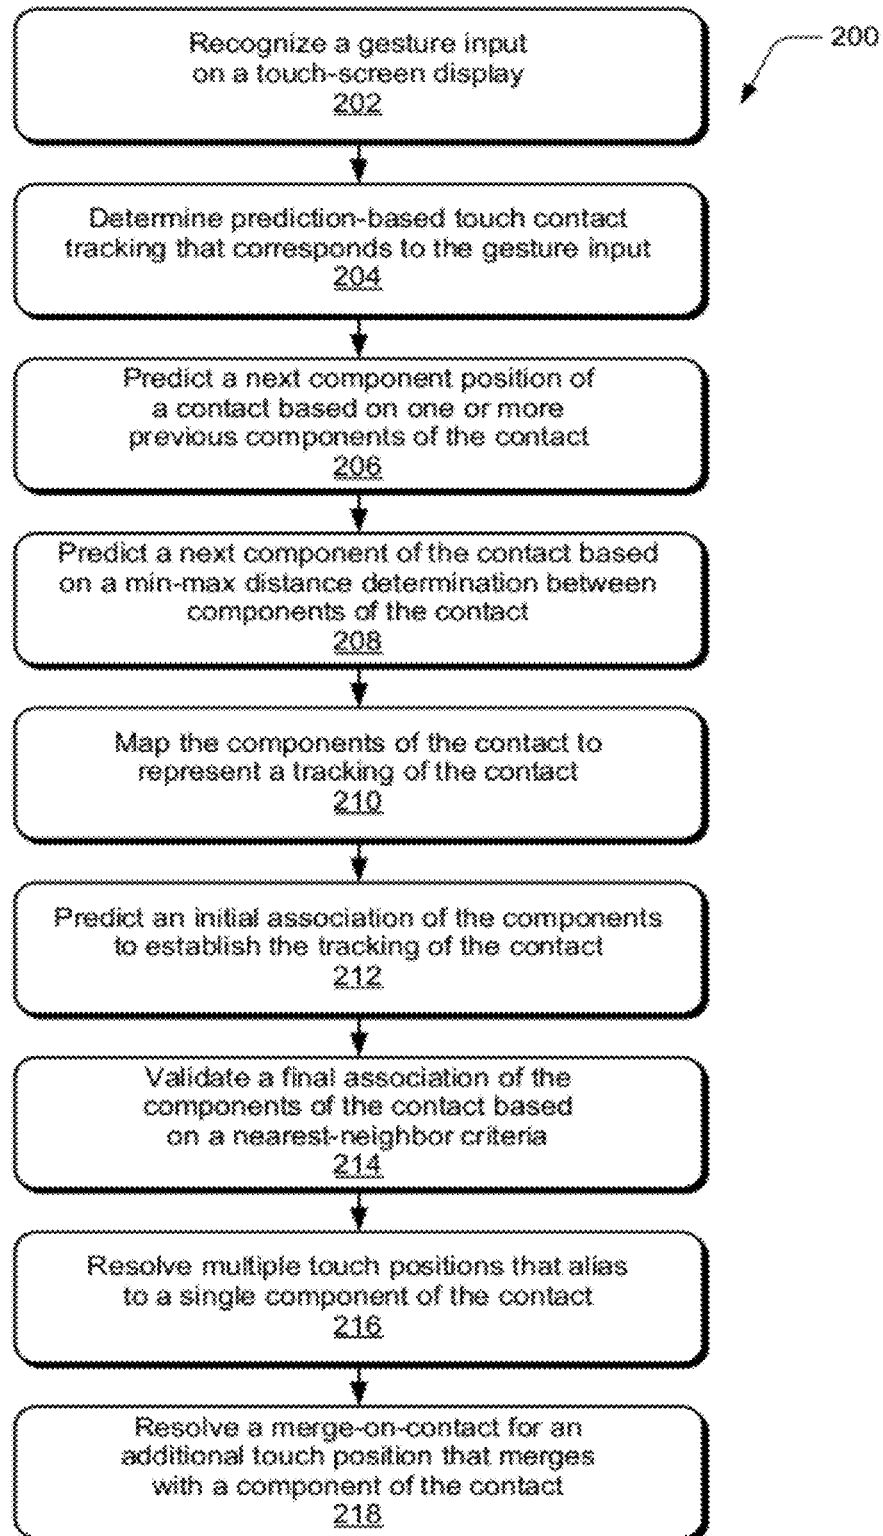 200
Recognize a gesture input
on a touch-screen display
202
Determine prediction-based touch contact
tracking that corresponds to the gesture input
204
Predict a next component position of
a contact based on one or more
previous components of the contact
206
Predict a next component of the contact based
on a min-max distance determination between
components of the contact
208
Map the components of the contact to
represent a tracking of the contact
210
Predict an initial association of the components
to establish the tracking of the contact
212
Validate a final association of the
components of the contact based
on a nearest-neighbor criteria
214
Resolve multiple touch positions that alias
to a single component of the contact
216
Resolve a merge-on-contact for an
additional touch position that merges
with a component of the contact
218